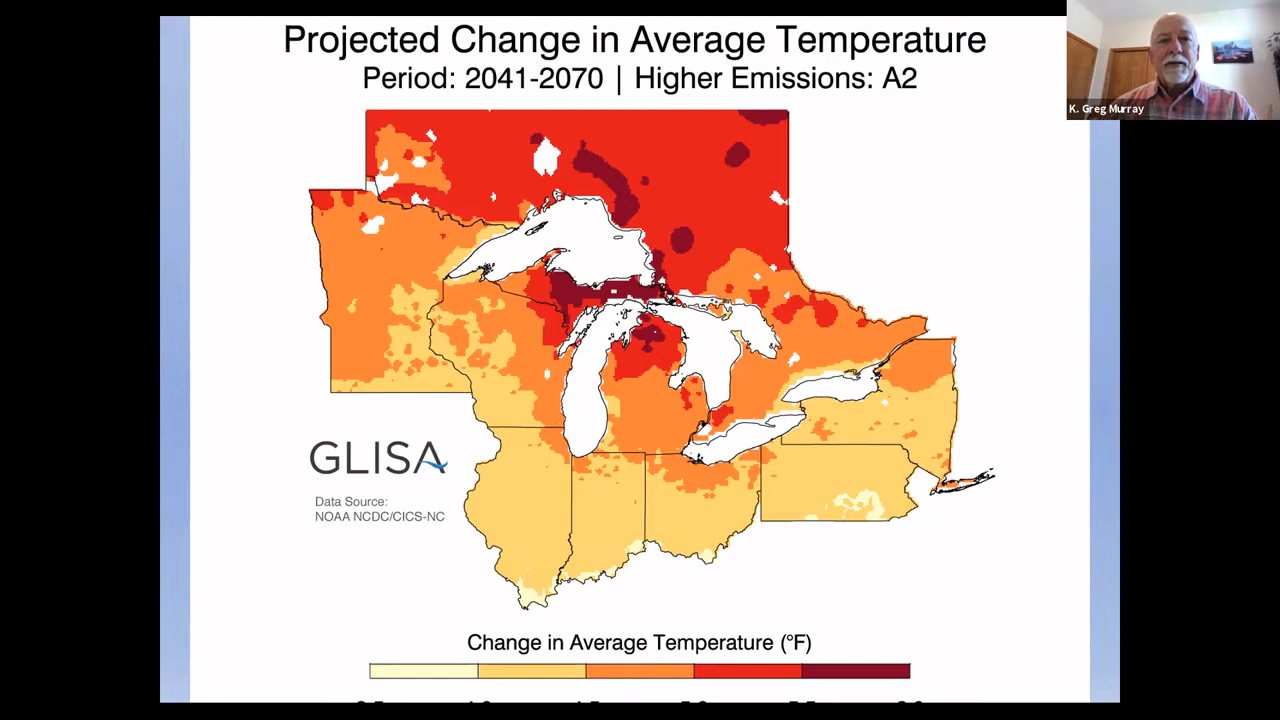 Projected Change in Average Temperature
Period: 2041-2070 | Higher Emissions: A2
K. Greg Murray
GLISA
Data Source:
NOAA NCDC/CICS-NC
Change in Average Temperature (°F)